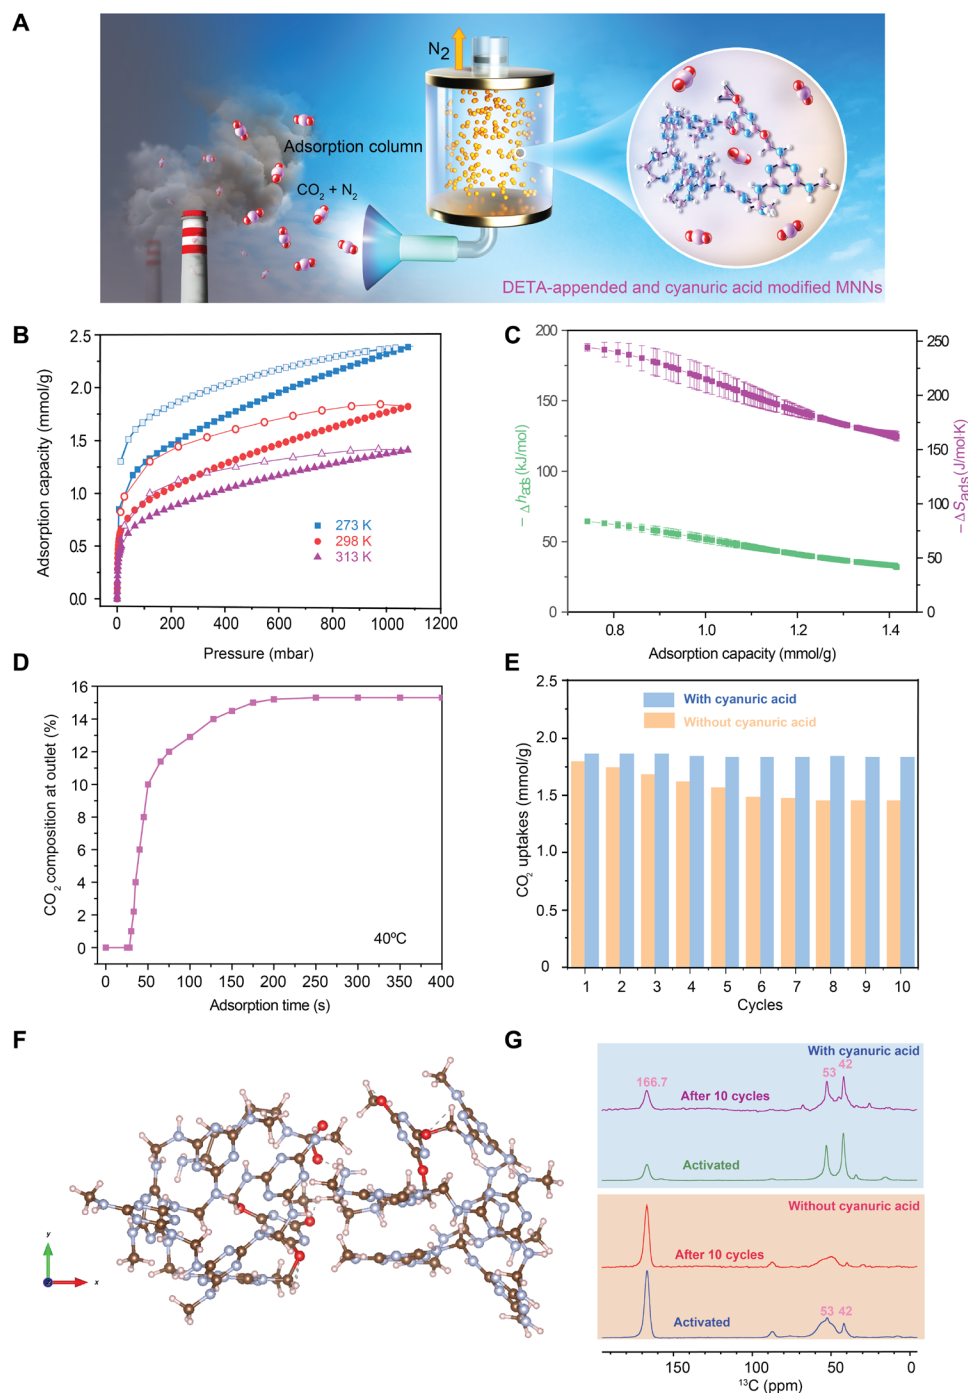 A
N2
Adsorption column
CO2 + N2
DETA-appended and cyanuric acid modified MNNs
B
Adsorption capacity (mmol/g)
2.5
2.0
1.5
1.0
0.5
0.0
273 K
298 K
313 K
0 200 400 600 800 1000 1200
Pressure (mbar)
C
− Δhads (kJ/mol)
200
150
100
50
0
250
200
150
100
50
0
− ΔSads (J/mol·K)
0.8 1.0 1.2 1.4
Adsorption capacity (mmol/g)
D
CO2 composition at outlet (%)
16
14
12
10
8
6
4
2
0
40ºC
0 50 100 150 200 250 300 350 400
Adsorption time (s)
E
CO2 uptakes (mmol/g)
2.5
2.0
1.5
1.0
0.5
0
With cyanuric acid
Without cyanuric acid
1 2 3 4 5 6 7 8 9 10
Cycles
F
y
x
G
With cyanuric acid
166.7
53
42
After 10 cycles
Activated
Without cyanuric acid
After 10 cycles
53 42
Activated
150 100 50 0
13C (ppm)